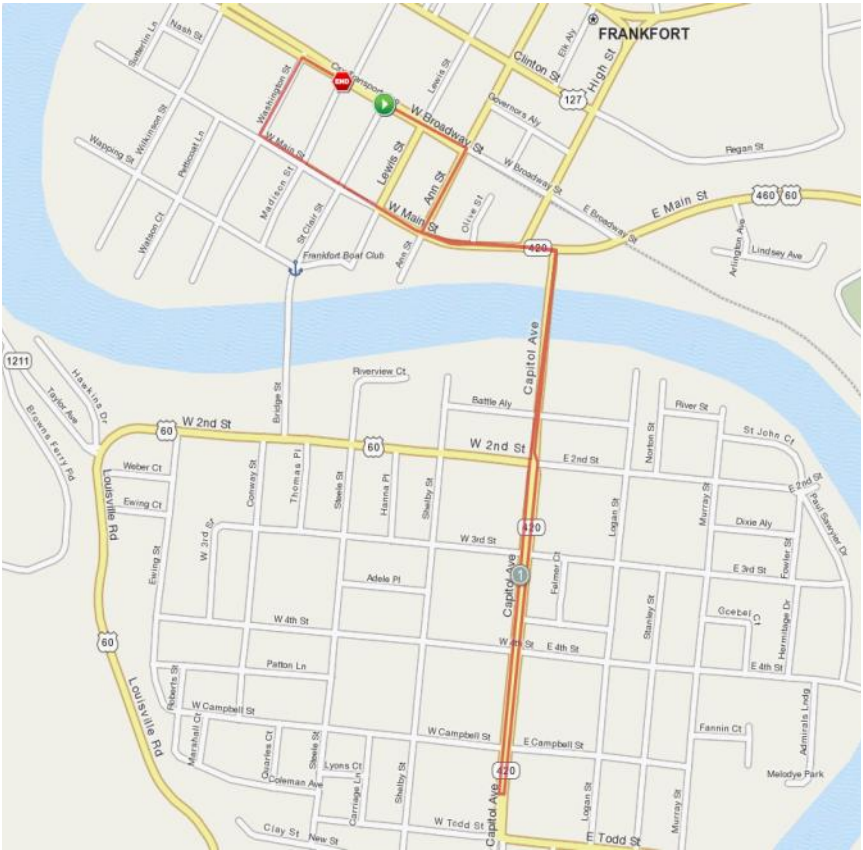 Sutterlin Ln
Nash St
Washington St
END
Lewis St
Elk Aly
FRANKFORT
Clinton St
High St
127
Governors Aly
W Broadway St
Wilkinson St
Wapping St
Petticoat Ln
W Main St
Madison St
St Clair St
Lewis St
Ann St
W Broadway St
Regan St
Watson Ct
W Main St
Olive St
E Broadway St
E Main St
460
60
Arlington Ave
Lindsey Ave
Frankfort Boat Club
Ann St
420
Capitol Ave
1211
Hawkins Dr
Taylor Ave
Browns Ferry Rd
Bridge St
Riverview Ct
Battle Aly
River St
St John Ct
W 2nd St
60
60
W 2nd St
E 2nd St
Norton St
E 2nd St
Weber Ct
Ewing Ct
Louisville Rd
Conway St
Thomas Pl
Steele St
Hanna Pl
Shelby St
Logan St
Murray St
Paul Sawyier Dr
Dixie Aly
W 3rd St
W 3rd St
420
Ewing St
Capitol Ave
1
Felmer Ct
E 3rd St
Fowler St
Adele Pl
Stanley St
Goebel Ct
Hermitage Dr
W 4th St
W 4th St
E 4th St
E 4th St
60
Patton Ln
Louisville Rd
Roberts St
Marshall Ct
W Campbell St
W Campbell St
E Campbell St
Fannin Ct
Admirals Lndg
Quarles Ct
Steele St
Lyons Ct
Carriage Ln
Shelby St
420
Coleman Ave
Logan St
Murray St
Melodye Park
Capitol Ave
Clay St
New St
W Todd St
E Todd St